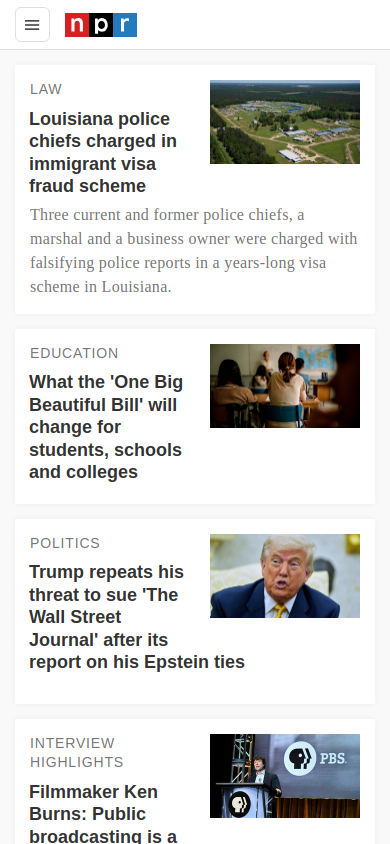 npr
LAW
Louisiana police
chiefs charged in
immigrant visa
fraud scheme
Three current and former police chiefs, a
marshal and a business owner were charged with
falsifying police reports in a years-long visa
scheme in Louisiana.
EDUCATION
What the 'One Big
Beautiful Bill' will
change for
students, schools
and colleges
POLITICS
Trump repeats his
threat to sue 'The
Wall Street
Journal' after its
report on his Epstein ties
INTERVIEW
HIGHLIGHTS
Filmmaker Ken
Burns: Public
broadcasting is a
PBS.